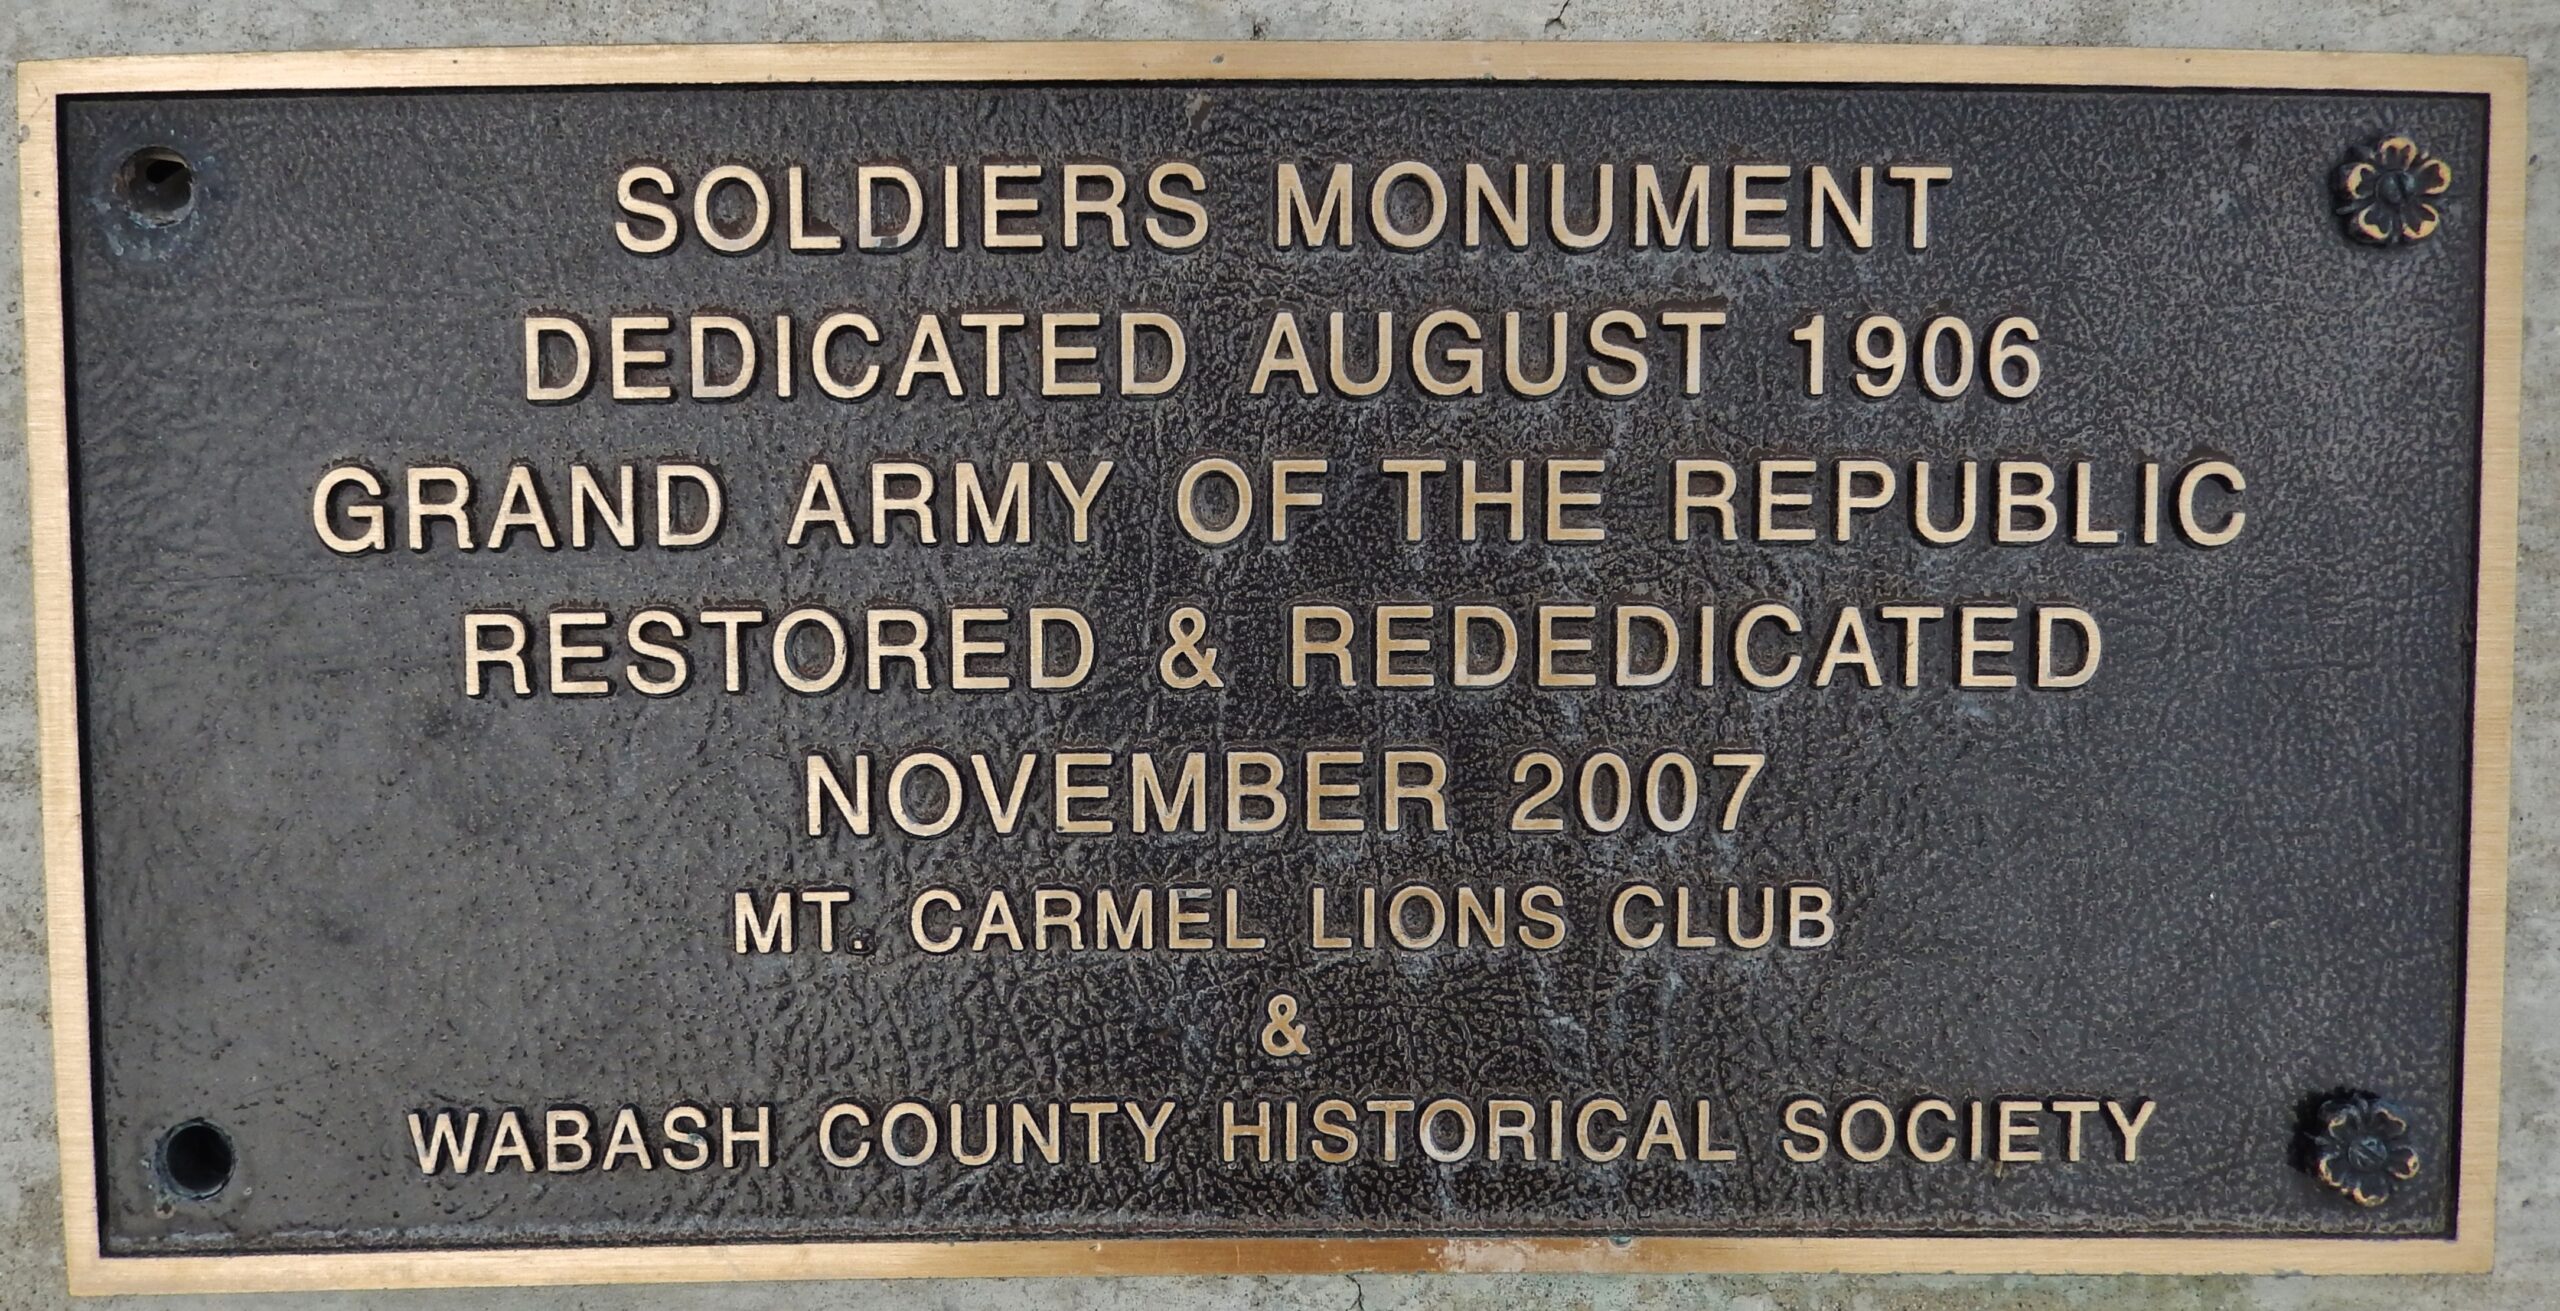 SOLDIERS MONUMENT
DEDICATED AUGUST 1906
GRAND ARMY OF THE REPUBLIC
RESTORED & REDEDICATED
NOVEMBER 2007
MT. CARMEL LIONS CLUB
&
WABASH COUNTY HISTORICAL SOCIETY